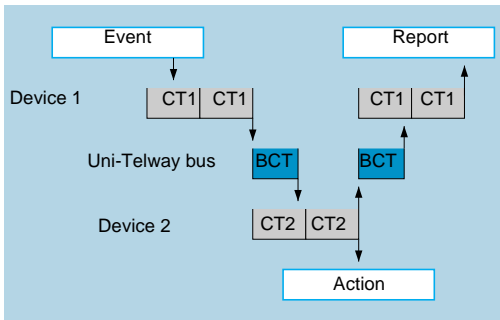 Event Report
Device 1 CT1 CT1 CT1 CT1
Uni-Telway bus BCT BCT
Device 2 CT2 CT2
Action